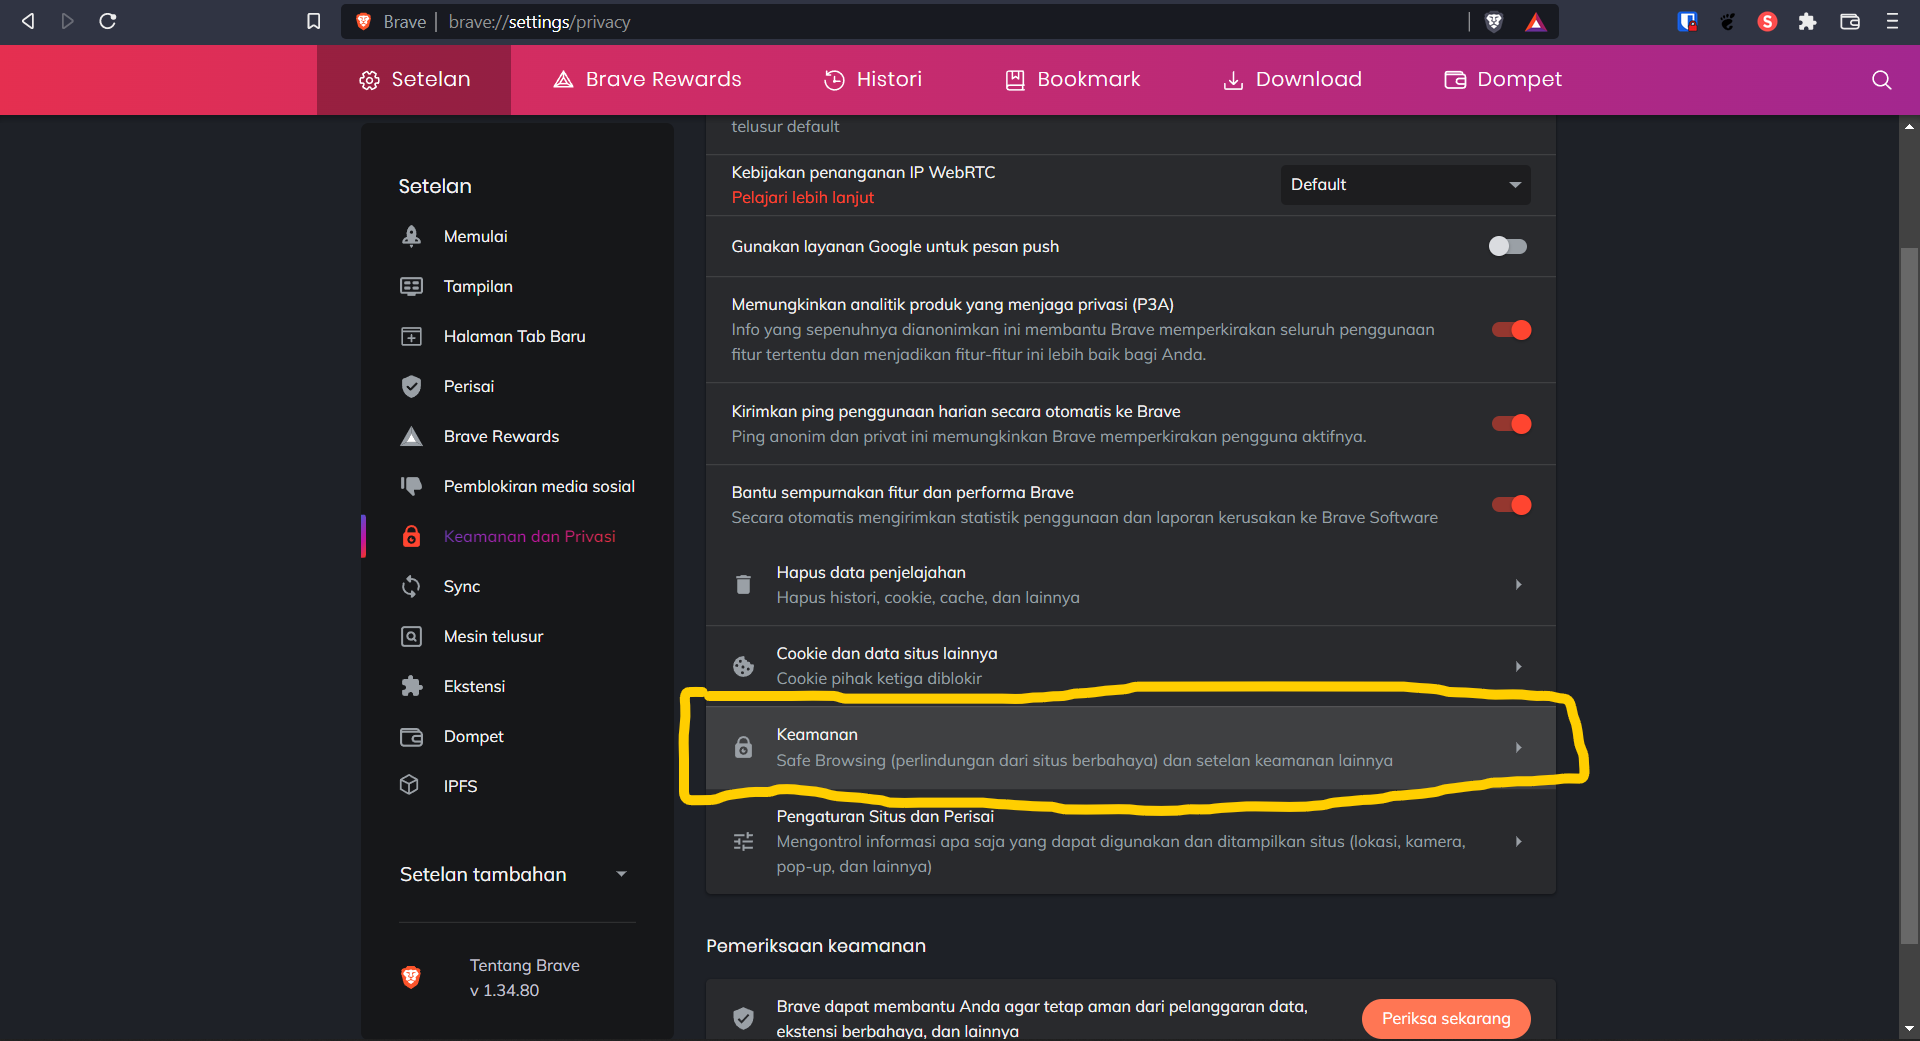 Brave
brave://settings/privacy
S
Setelan
Brave Rewards
Histori
Bookmark
Download
Dompet
Setelan
Memulai
Tampilan
Halaman Tab Baru
Perisai
Brave Rewards
Pemblokiran media sosial
Keamanan dan Privasi
Sync
Mesin telusur
Ekstensi
Dompet
IPFS
Setelan tambahan
Tentang Brave
v 1.34.80
telusur default
Kebijakan penanganan IP WebRTC
Pelajari lebih lanjut
Default
Gunakan layanan Google untuk pesan push
Memungkinkan analitik produk yang menjaga privasi (P3A)
Info yang sepenuhnya dianonimkan ini membantu Brave memperkirakan seluruh penggunaan
fitur tertentu dan menjadikan fitur-fitur ini lebih baik bagi Anda.
Kirimkan ping penggunaan harian secara otomatis ke Brave
Ping anonim dan privat ini memungkinkan Brave memperkirakan pengguna aktifnya.
Bantu sempurnakan fitur dan performa Brave
Secara otomatis mengirimkan statistik penggunaan dan laporan kerusakan ke Brave Software
Hapus data penjelajahan
Hapus histori, cookie, cache, dan lainnya
Cookie dan data situs lainnya
Cookie pihak ketiga diblokir
Keamanan
Safe Browsing (perlindungan dari situs berbahaya) dan setelan keamanan lainnya
Pengaturan Situs dan Perisai
Mengontrol informasi apa saja yang dapat digunakan dan ditampilkan situs (lokasi, kamera,
pop-up, dan lainnya)
Pemeriksaan keamanan
Brave dapat membantu Anda agar tetap aman dari pelanggaran data,
ekstensi berbahaya, dan lainnya
Periksa sekarang